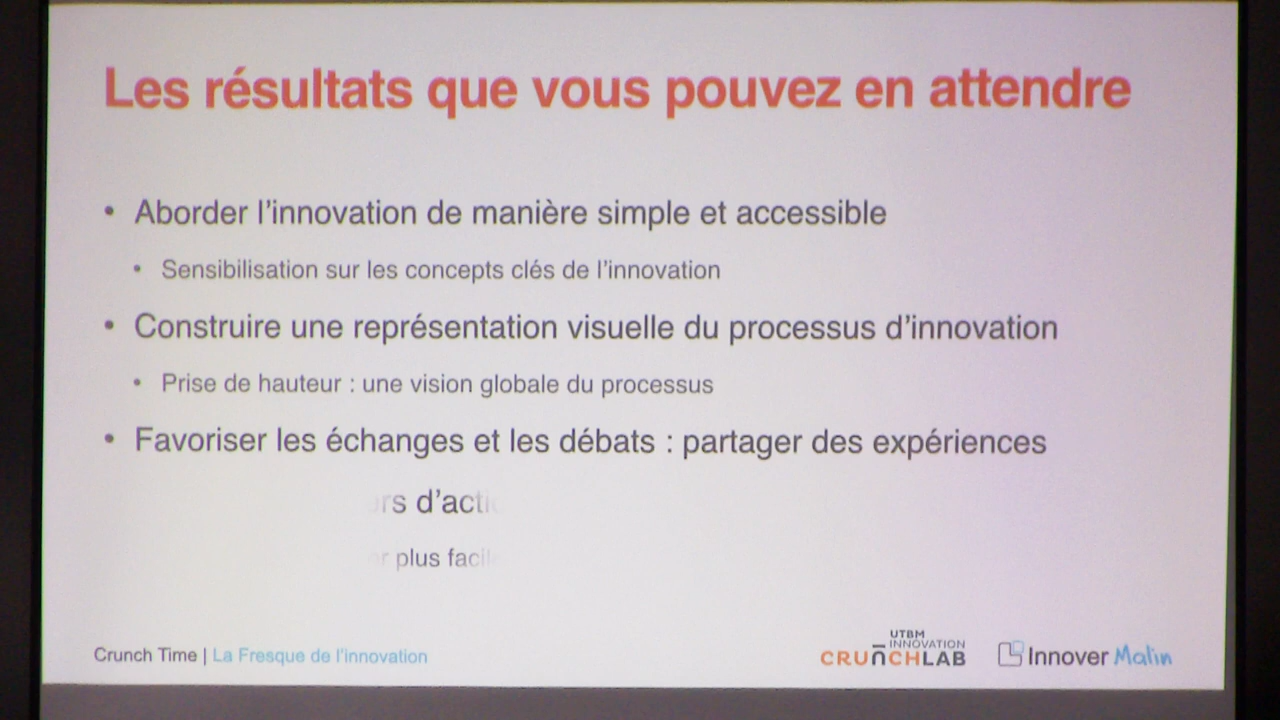 Les résultats que vous pouvez en attendre
• Aborder l'innovation de manière simple et accessible
• Sensibilisation sur les concepts clés de l'innovation
• Construire une représentation visuelle du processus d'innovation
• Prise de hauteur : une vision globale du processus
• Favoriser les échanges et les débats : partager des expériences
plus
Crunch Time | La Fresque de l'innovation
UTBM
INNOVATION
CRUNCHLAB
Innover Malin